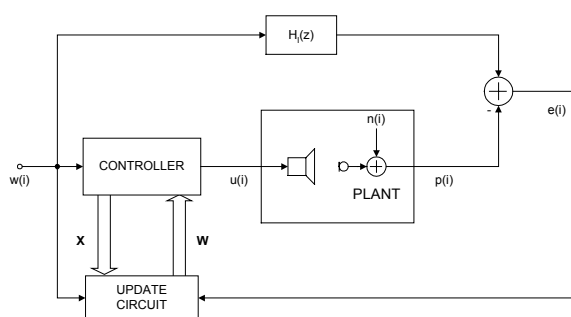 H_l(z)
-
e(i)
n(i)
CONTROLLER
w(i)
u(i)
p(i)
PLANT
X
W
UPDATE
CIRCUIT